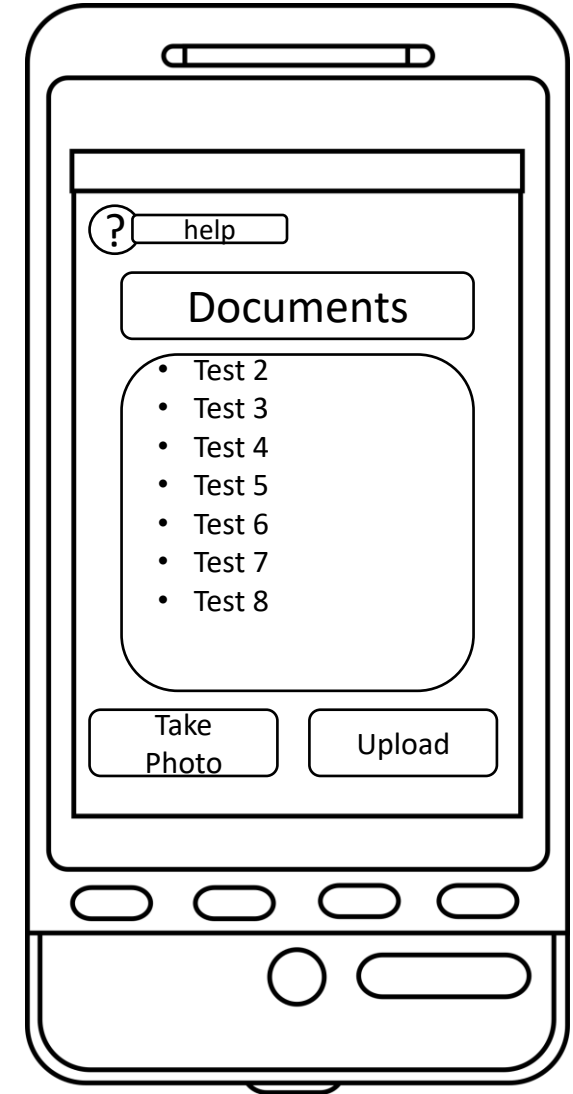 ? help
Documents
• Test 2
• Test 3
• Test 4
• Test 5
• Test 6
• Test 7
• Test 8
Take
Photo
Upload